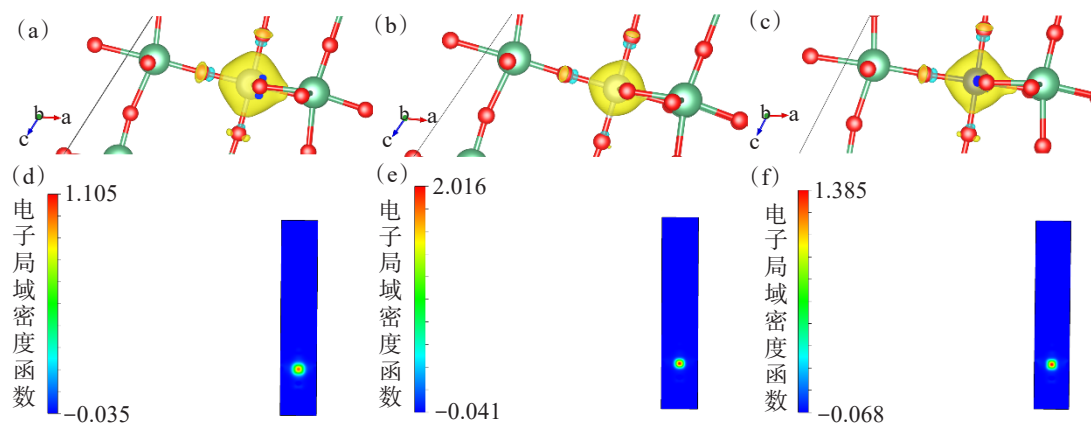 (a)
b
a
c
(b)
b
a
c
(c)
b
a
c
(d)
1.105
电子局域密度函数
−0.035
(e)
2.016
电子局域密度函数
−0.041
(f)
1.385
电子局域密度函数
−0.068